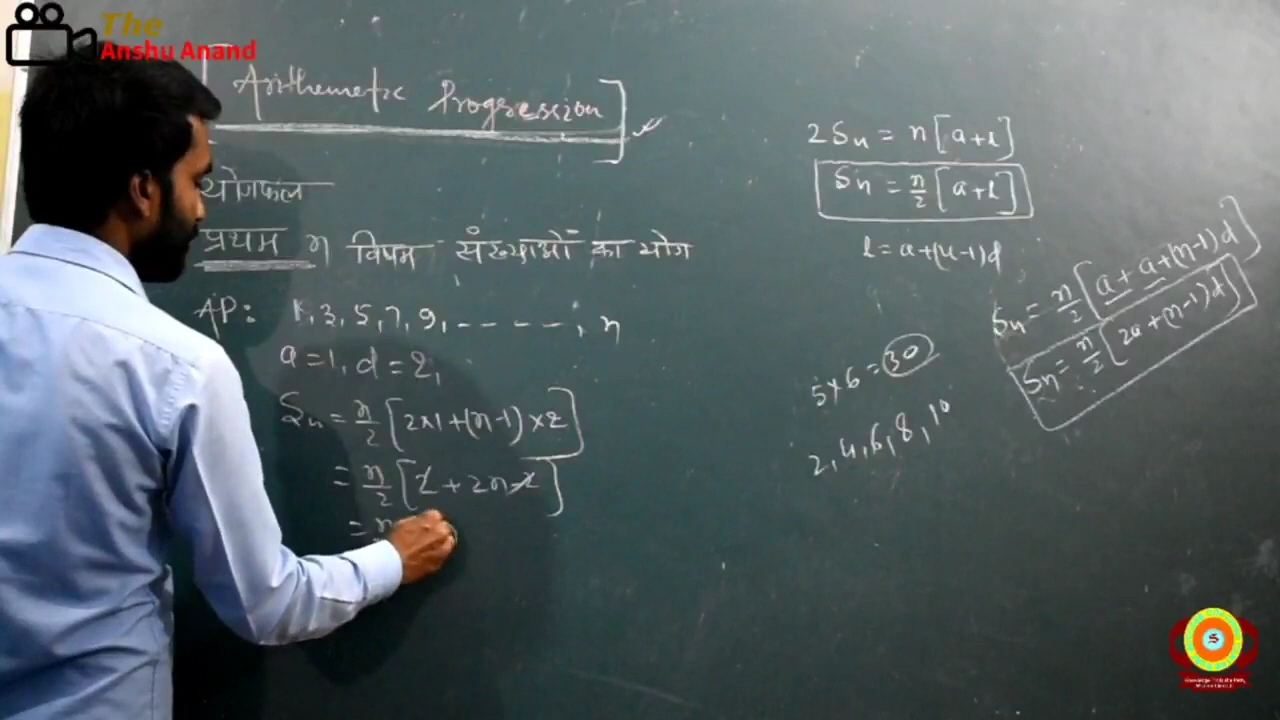 The
Anshu Anand
[Arithemetic Progression]
योगफल
प्रथम n विषम संख्याओं का योग
AP: 1, 3, 5, 7, 9, - - - - -, n
a = 1, d = 2,
Sn = n/2 [2×1+(n-1)×2]
= n/2 [2 + 2n - 2]
= n
2Sn = n[a+l]
Sn = n/2 [a+l]
l = a+(n-1)d
Sn = n/2 [a + a+(n-1)d]
Sn = n/2 [2a+(n-1)d]
5×6 = 30
2, 4, 6, 8, 10
S